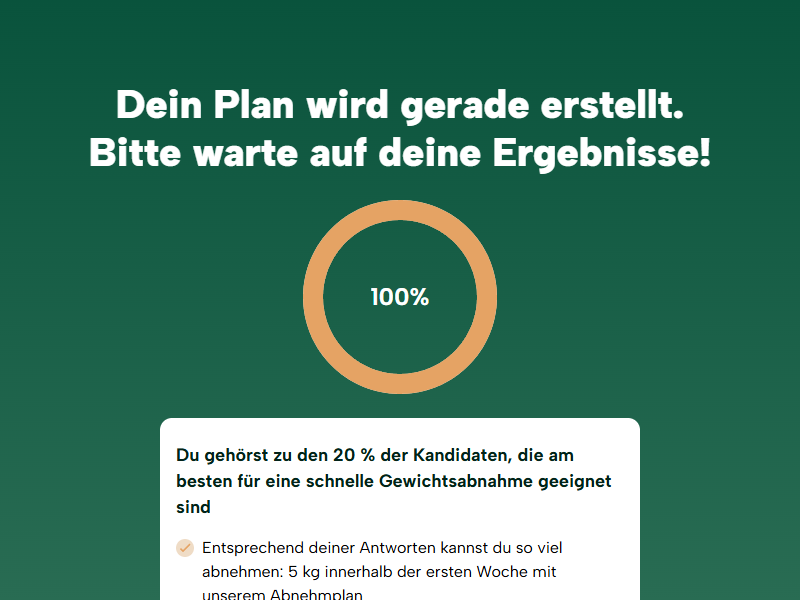 Dein Plan wird gerade erstellt.
Bitte warte auf deine Ergebnisse!
100%
Du gehörst zu den 20 % der Kandidaten, die am
besten für eine schnelle Gewichtsabnahme geeignet
sind
Entsprechend deiner Antworten kannst du so viel
abnehmen: 5 kg innerhalb der ersten Woche mit
unserem Abnehmplan